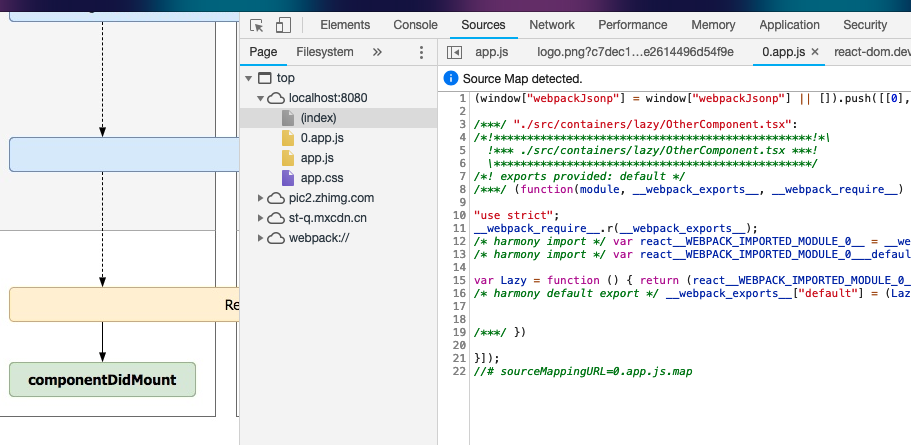 Elements Console Sources Network Performance Memory Application Security
Page Filesystem »
app.js logo.png?c7dec1...e2614496d54f9e 0.app.js × react-dom.dev
Source Map detected.
top
localhost:8080
(index)
0.app.js
app.js
app.css
pic2.zhimg.com
st-q.mxcdn.cn
webpack://
Re
componentDidMount
1 (window["webpackJsonp"] = window["webpackJsonp"] || []).push([[0],
2
3 /***/ "./src/containers/lazy/OtherComponent.tsx":
4 /*!*************************************************!*\
5 !*** ./src/containers/lazy/OtherComponent.tsx ***!
6 \*************************************************/
7 /*! exports provided: default */
8 /***/ (function(module, __webpack_exports__, __webpack_require__)
9
10 "use strict";
11 __webpack_require__.r(__webpack_exports__);
12 /* harmony import */ var react__WEBPACK_IMPORTED_MODULE_0__ = __we
13 /* harmony import */ var react__WEBPACK_IMPORTED_MODULE_0___defaul
14
15 var Lazy = function () { return (react__WEBPACK_IMPORTED_MODULE_0_
16 /* harmony default export */ __webpack_exports__["default"] = (Laz
17
18
19 /***/ })
20
21 }]);
22 //# sourceMappingURL=0.app.js.map